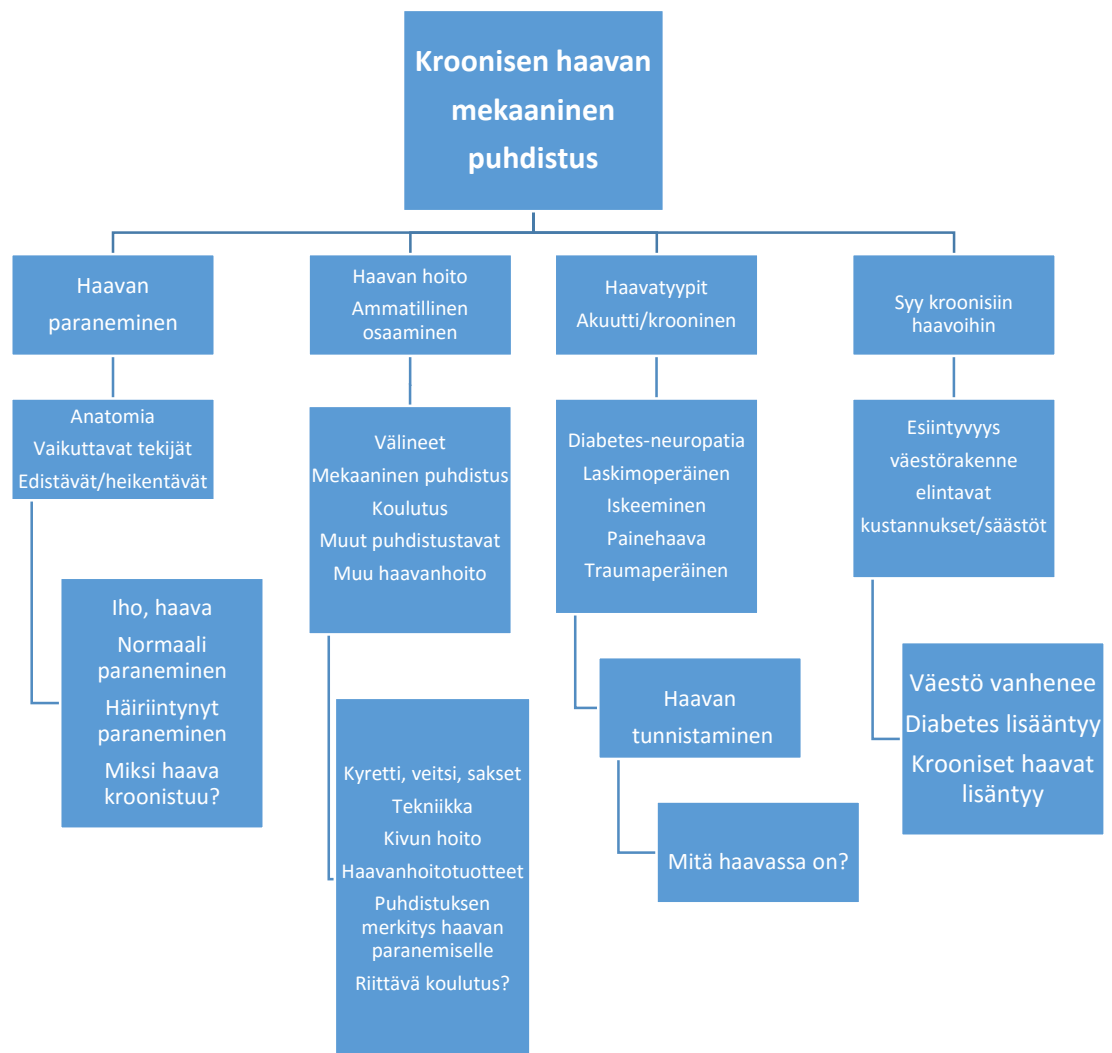 Kroonisen haavan
mekaaninen
puhdistus
Haavan
paraneminen
Haavan hoito
Ammatillinen
osaaminen
Haavatyypit
Akuutti/krooninen
Syy kroonisiin
haavoihin
Anatomia
Vaikuttavat tekijät
Edistävät/heikentävät
Välineet
Mekaaninen puhdistus
Koulutus
Muut puhdistustavat
Muu haavanhoito
Diabetes-neuropatia
Laskimoperäinen
Iskeeminen
Painehaava
Traumaperäinen
Esiintyvyys
väestörakenne
elintavat
kustannukset/säästöt
Iho, haava
Normaali
paraneminen
Häiriintynyt
paraneminen
Miksi haava
kroonistuu?
Kyretti, veitsi, sakset
Tekniikka
Kivun hoito
Haavanhoitotuotteet
Puhdistuksen
merkitys haavan
paranemiselle
Riittävä koulutus?
Haavan
tunnistaminen
Mitä haavassa on?
Väestö vanhenee
Diabetes lisääntyy
Krooniset haavat
lisäntyy